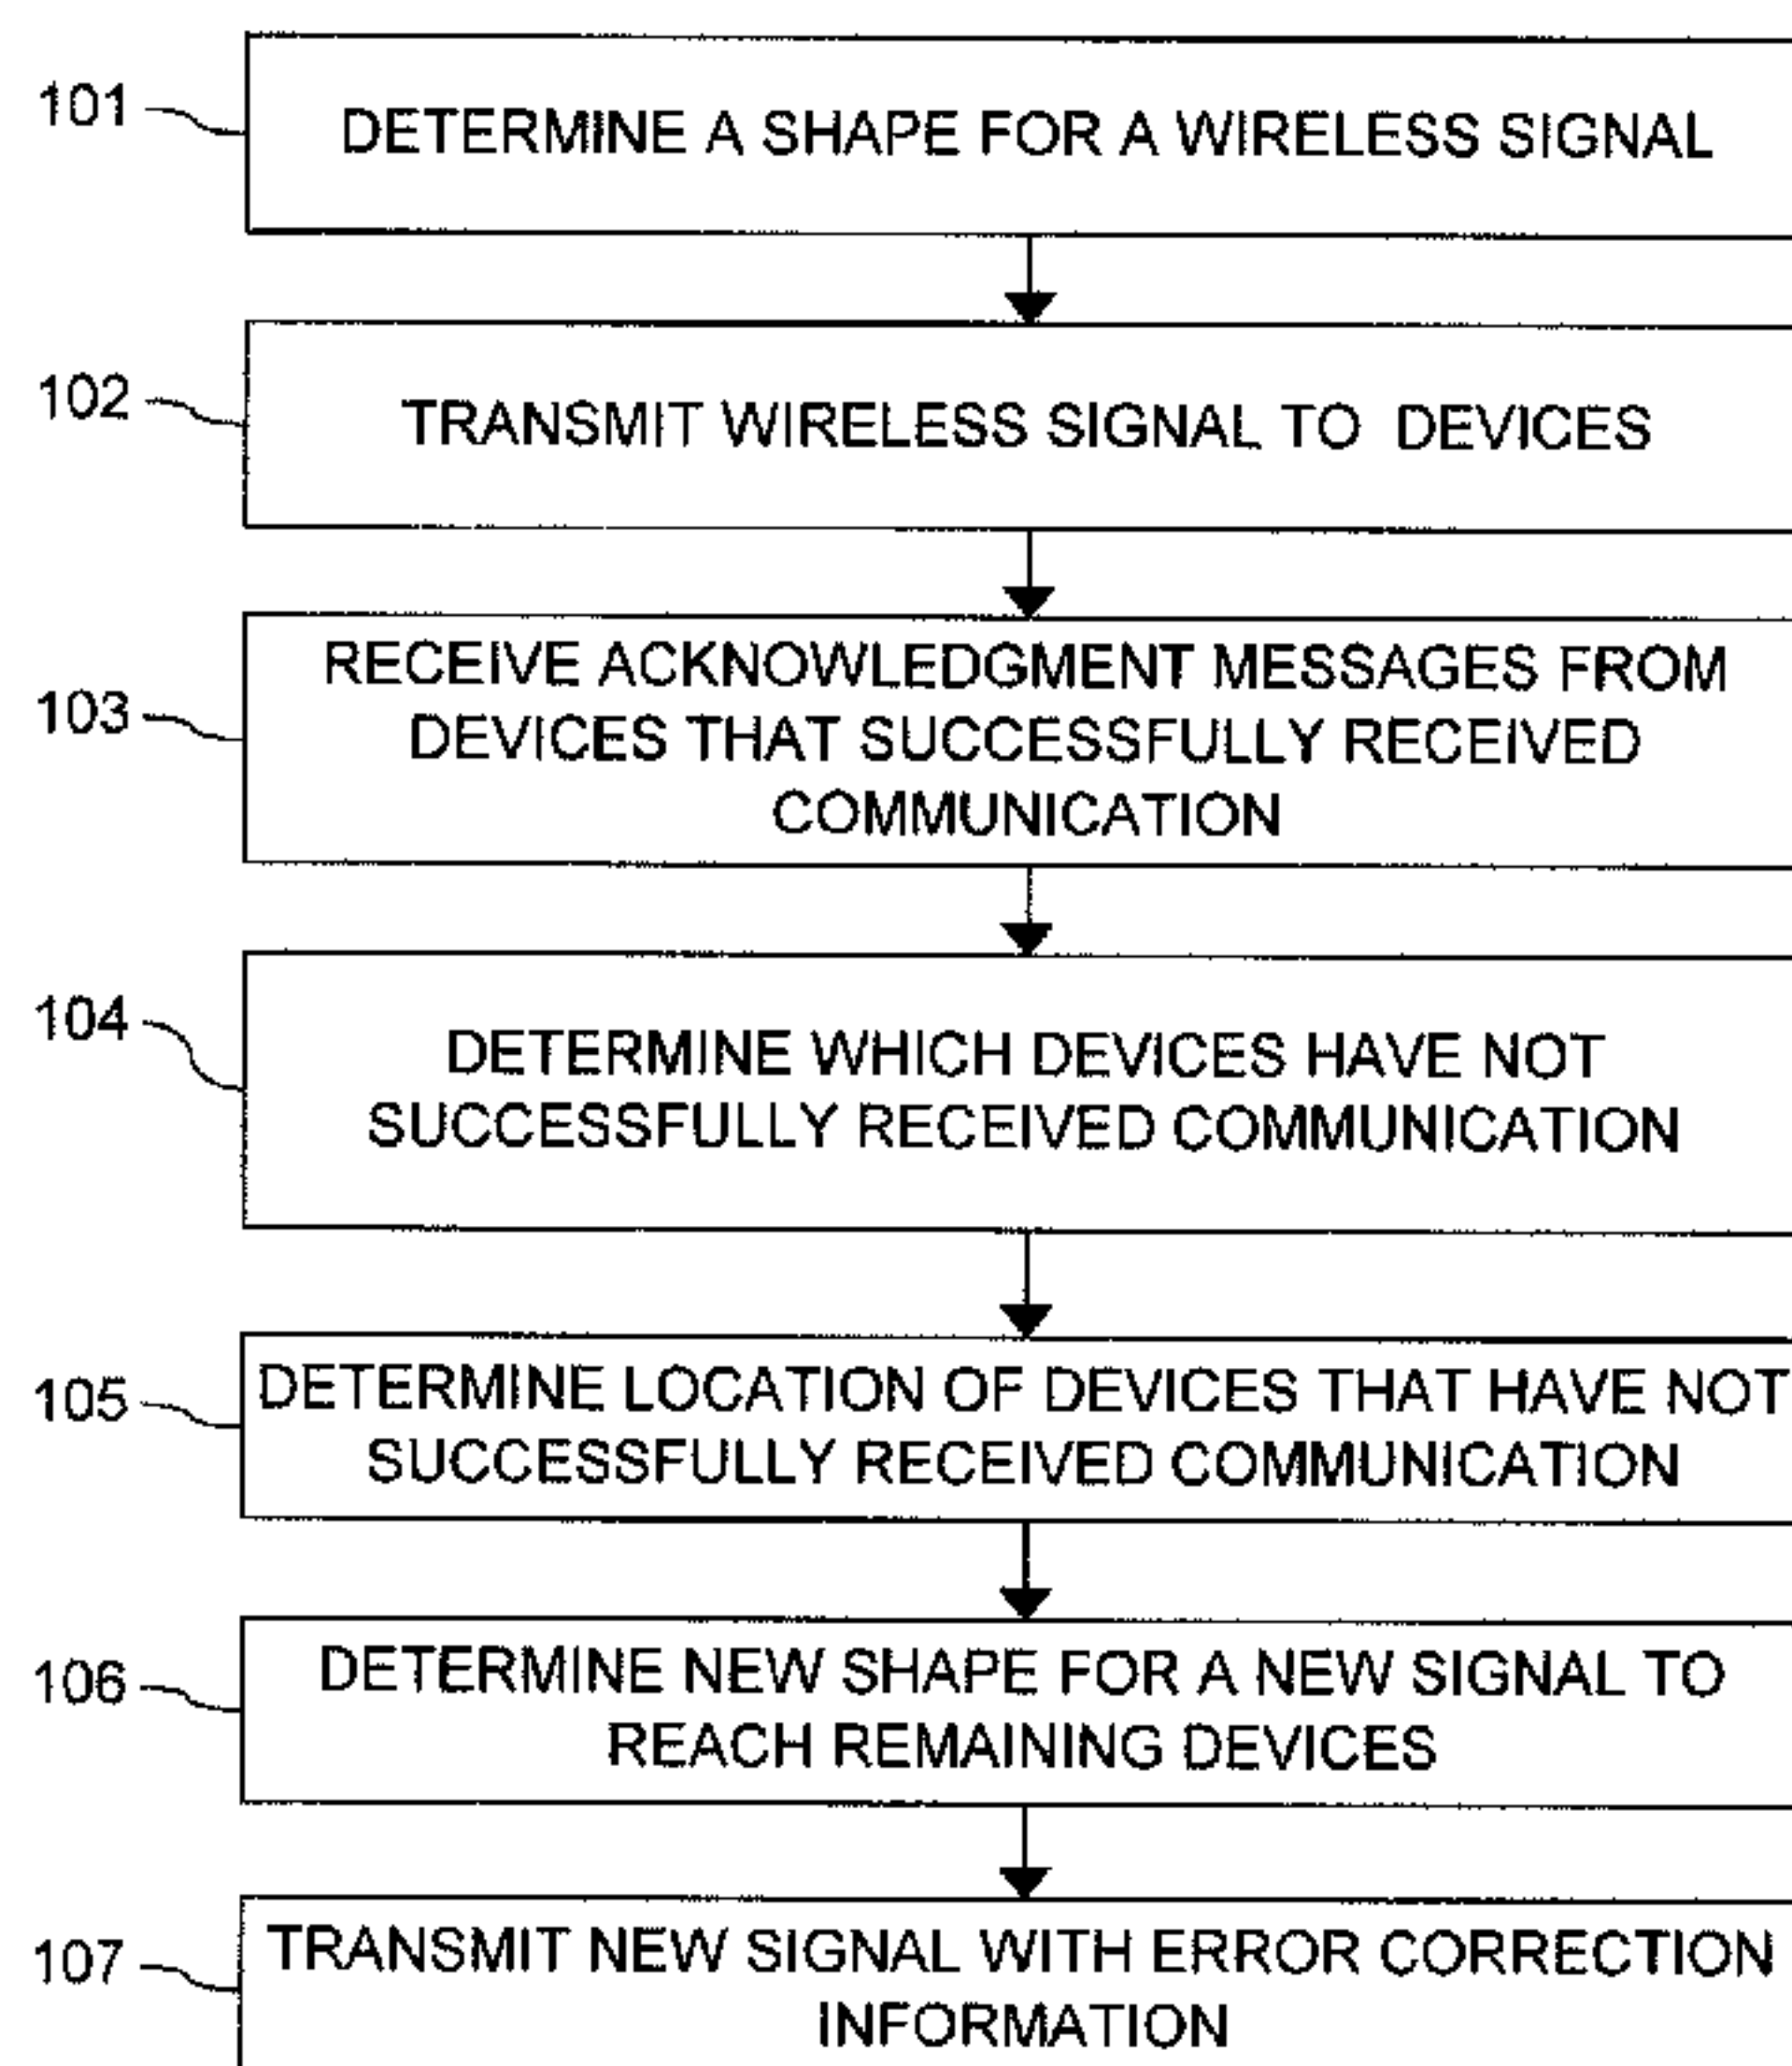 101
DETERMINE A SHAPE FOR A WIRELESS SIGNAL
102
TRANSMIT WIRELESS SIGNAL TO DEVICES
103
RECEIVE ACKNOWLEDGMENT MESSAGES FROM
DEVICES THAT SUCCESSFULLY RECEIVED
COMMUNICATION
104
DETERMINE WHICH DEVICES HAVE NOT
SUCCESSFULLY RECEIVED COMMUNICATION
105
DETERMINE LOCATION OF DEVICES THAT HAVE NOT
SUCCESSFULLY RECEIVED COMMUNICATION
106
DETERMINE NEW SHAPE FOR A NEW SIGNAL TO
REACH REMAINING DEVICES
107
TRANSMIT NEW SIGNAL WITH ERROR CORRECTION
INFORMATION